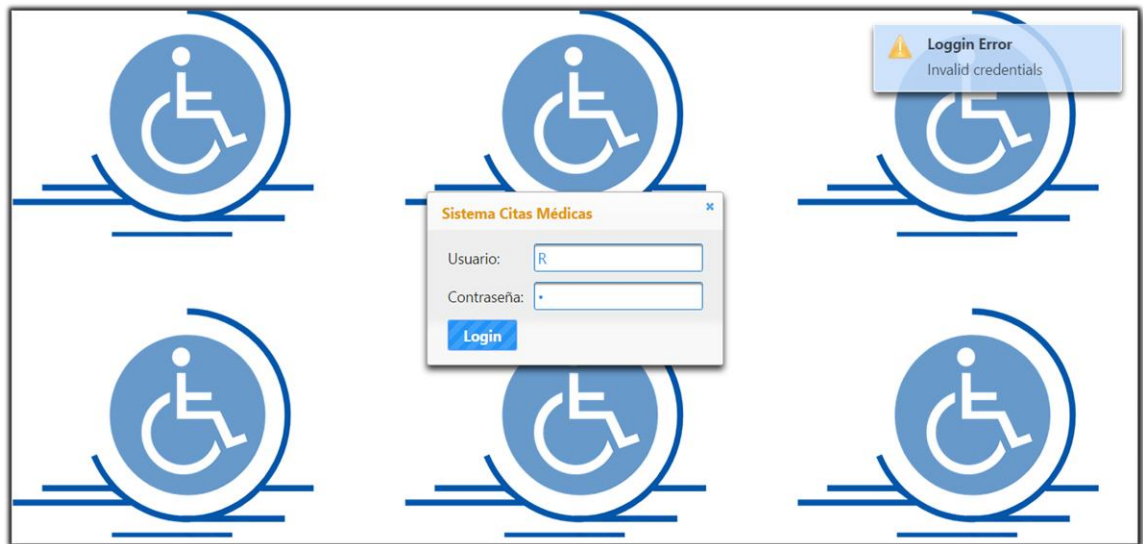 Loggin Error
Invalid credentials
Sistema Citas Médicas
Usuario: R
Contraseña: •
Login